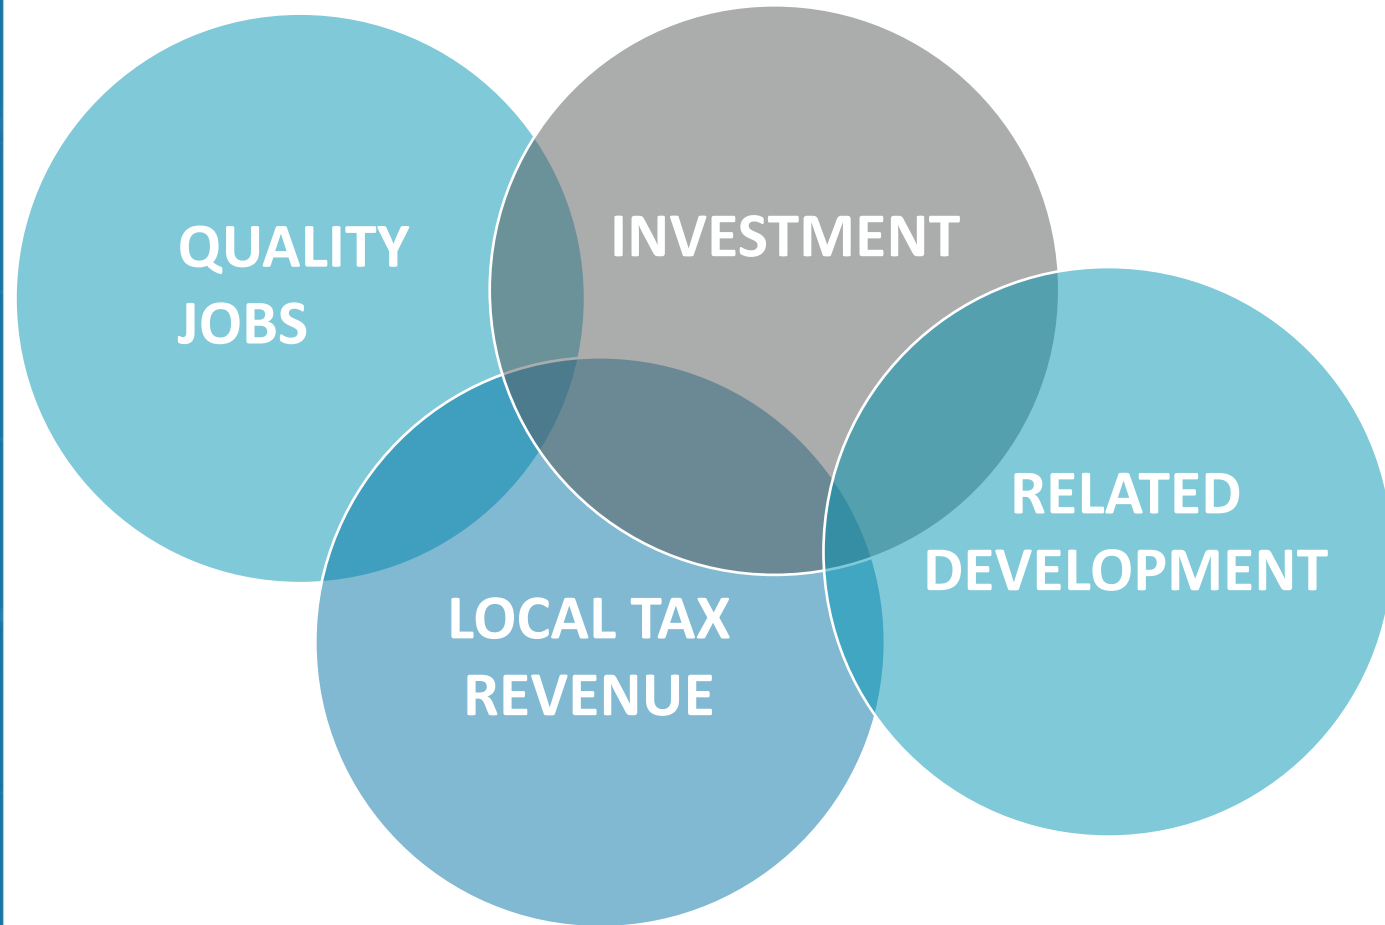 QUALITY
JOBS
INVESTMENT
RELATED
DEVELOPMENT
LOCAL TAX
REVENUE